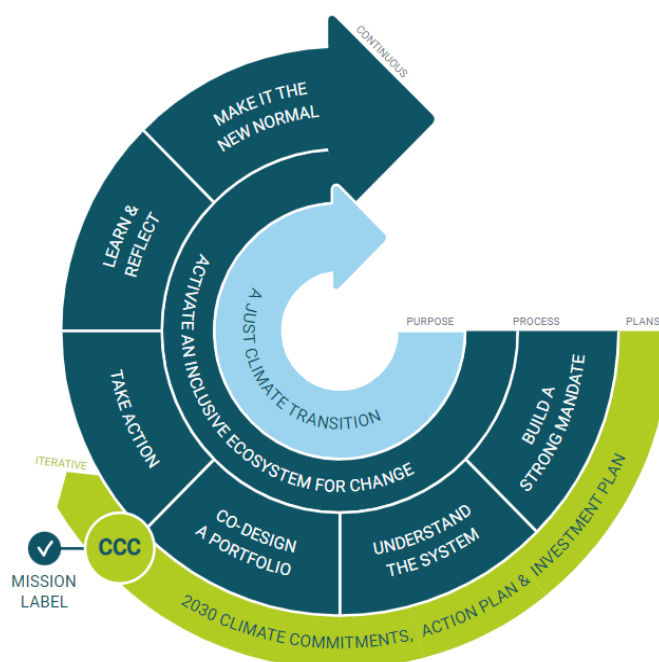 CONTINUOUS
MAKE IT THE
NEW NORMAL
LEARN &
REFLECT
ACTIVATE AN INCLUSIVE ECOSYSTEM FOR CHANGE
A JUST CLIMATE TRANSITION
PURPOSE
PROCESS
PLANS
BUILD A
STRONG MANDATE
TAKE ACTION
ITERATIVE
CO-DESIGN
A PORTFOLIO
UNDERSTAND
THE SYSTEM
CCC
MISSION
LABEL
2030 CLIMATE COMMITMENTS, ACTION PLAN & INVESTMENT PLAN